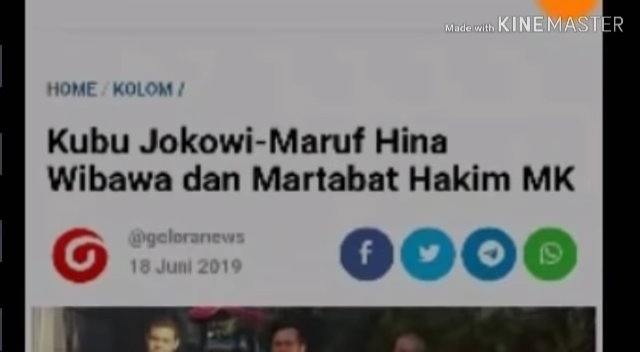 Made with KINEMASTER
HOME / KOLOM /
Kubu Jokowi-Maruf Hina
Wibawa dan Martabat Hakim MK
@geloranews
18 Juni 2019